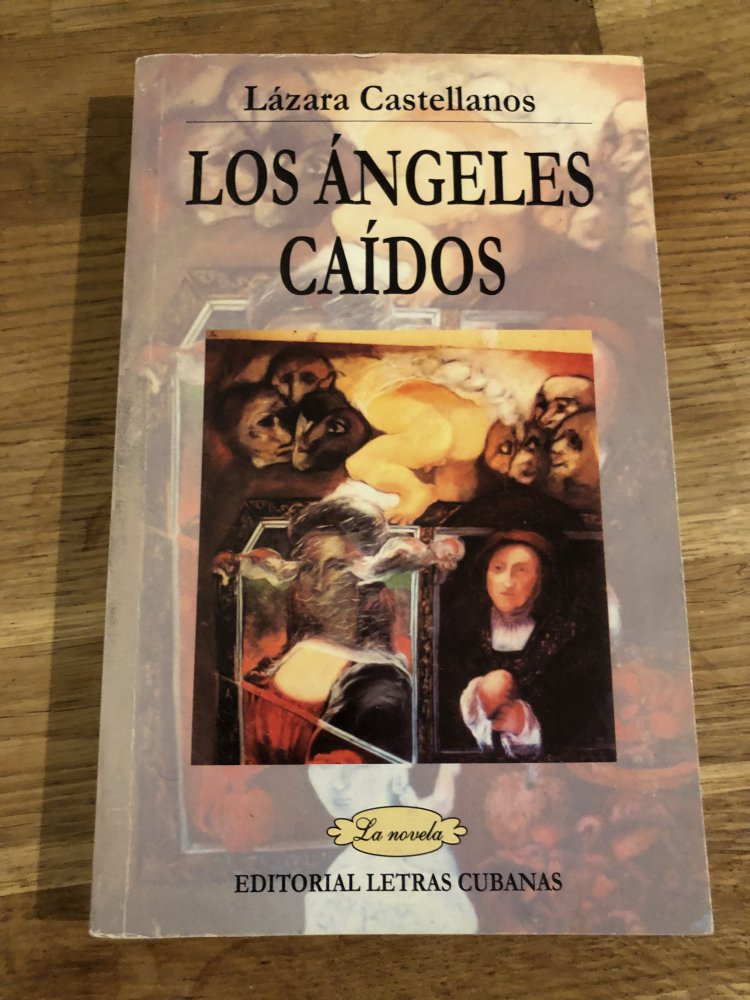 Lázara Castellanos
LOS ÁNGELES
CAÍDOS
La novela
EDITORIAL LETRAS CUBANAS